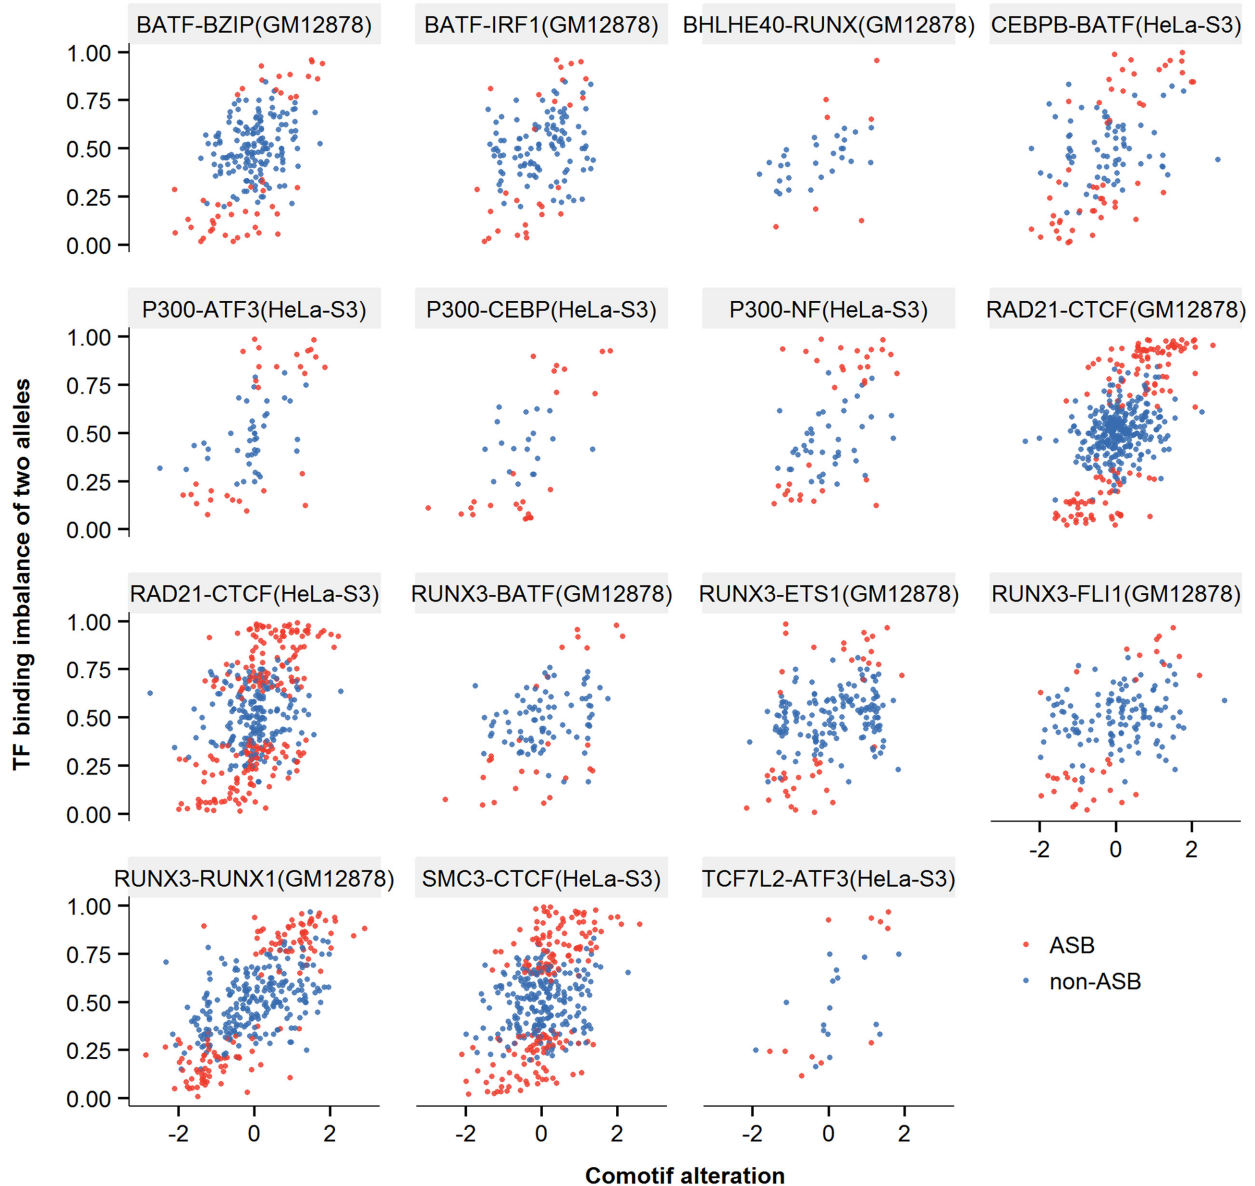 BATF-BZIP(GM12878)
BATF-IRF1(GM12878)
BHLHE40-RUNX(GM12878)
CEBPB-BATF(HeLa-S3)
1.00
0.75
0.50
0.25
0.00
P300-ATF3(HeLa-S3)
P300-CEBP(HeLa-S3)
P300-NF(HeLa-S3)
RAD21-CTCF(GM12878)
1.00
0.75
0.50
0.25
0.00
TF binding imbalance of two alleles
RAD21-CTCF(HeLa-S3)
RUNX3-BATF(GM12878)
RUNX3-ETS1(GM12878)
RUNX3-FLI1(GM12878)
1.00
0.75
0.50
0.25
0.00
-2 0 2
RUNX3-RUNX1(GM12878)
SMC3-CTCF(HeLa-S3)
TCF7L2-ATF3(HeLa-S3)
1.00
0.75
0.50
0.25
0.00
ASB
non-ASB
-2 0 2
-2 0 2
-2 0 2
Comotif alteration